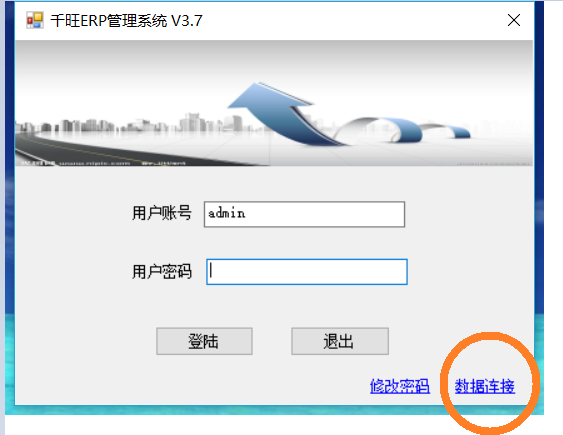 千旺ERP管理系统 V3.7
用户账号 admin
用户密码
登陆 退出
修改密码 数据连接